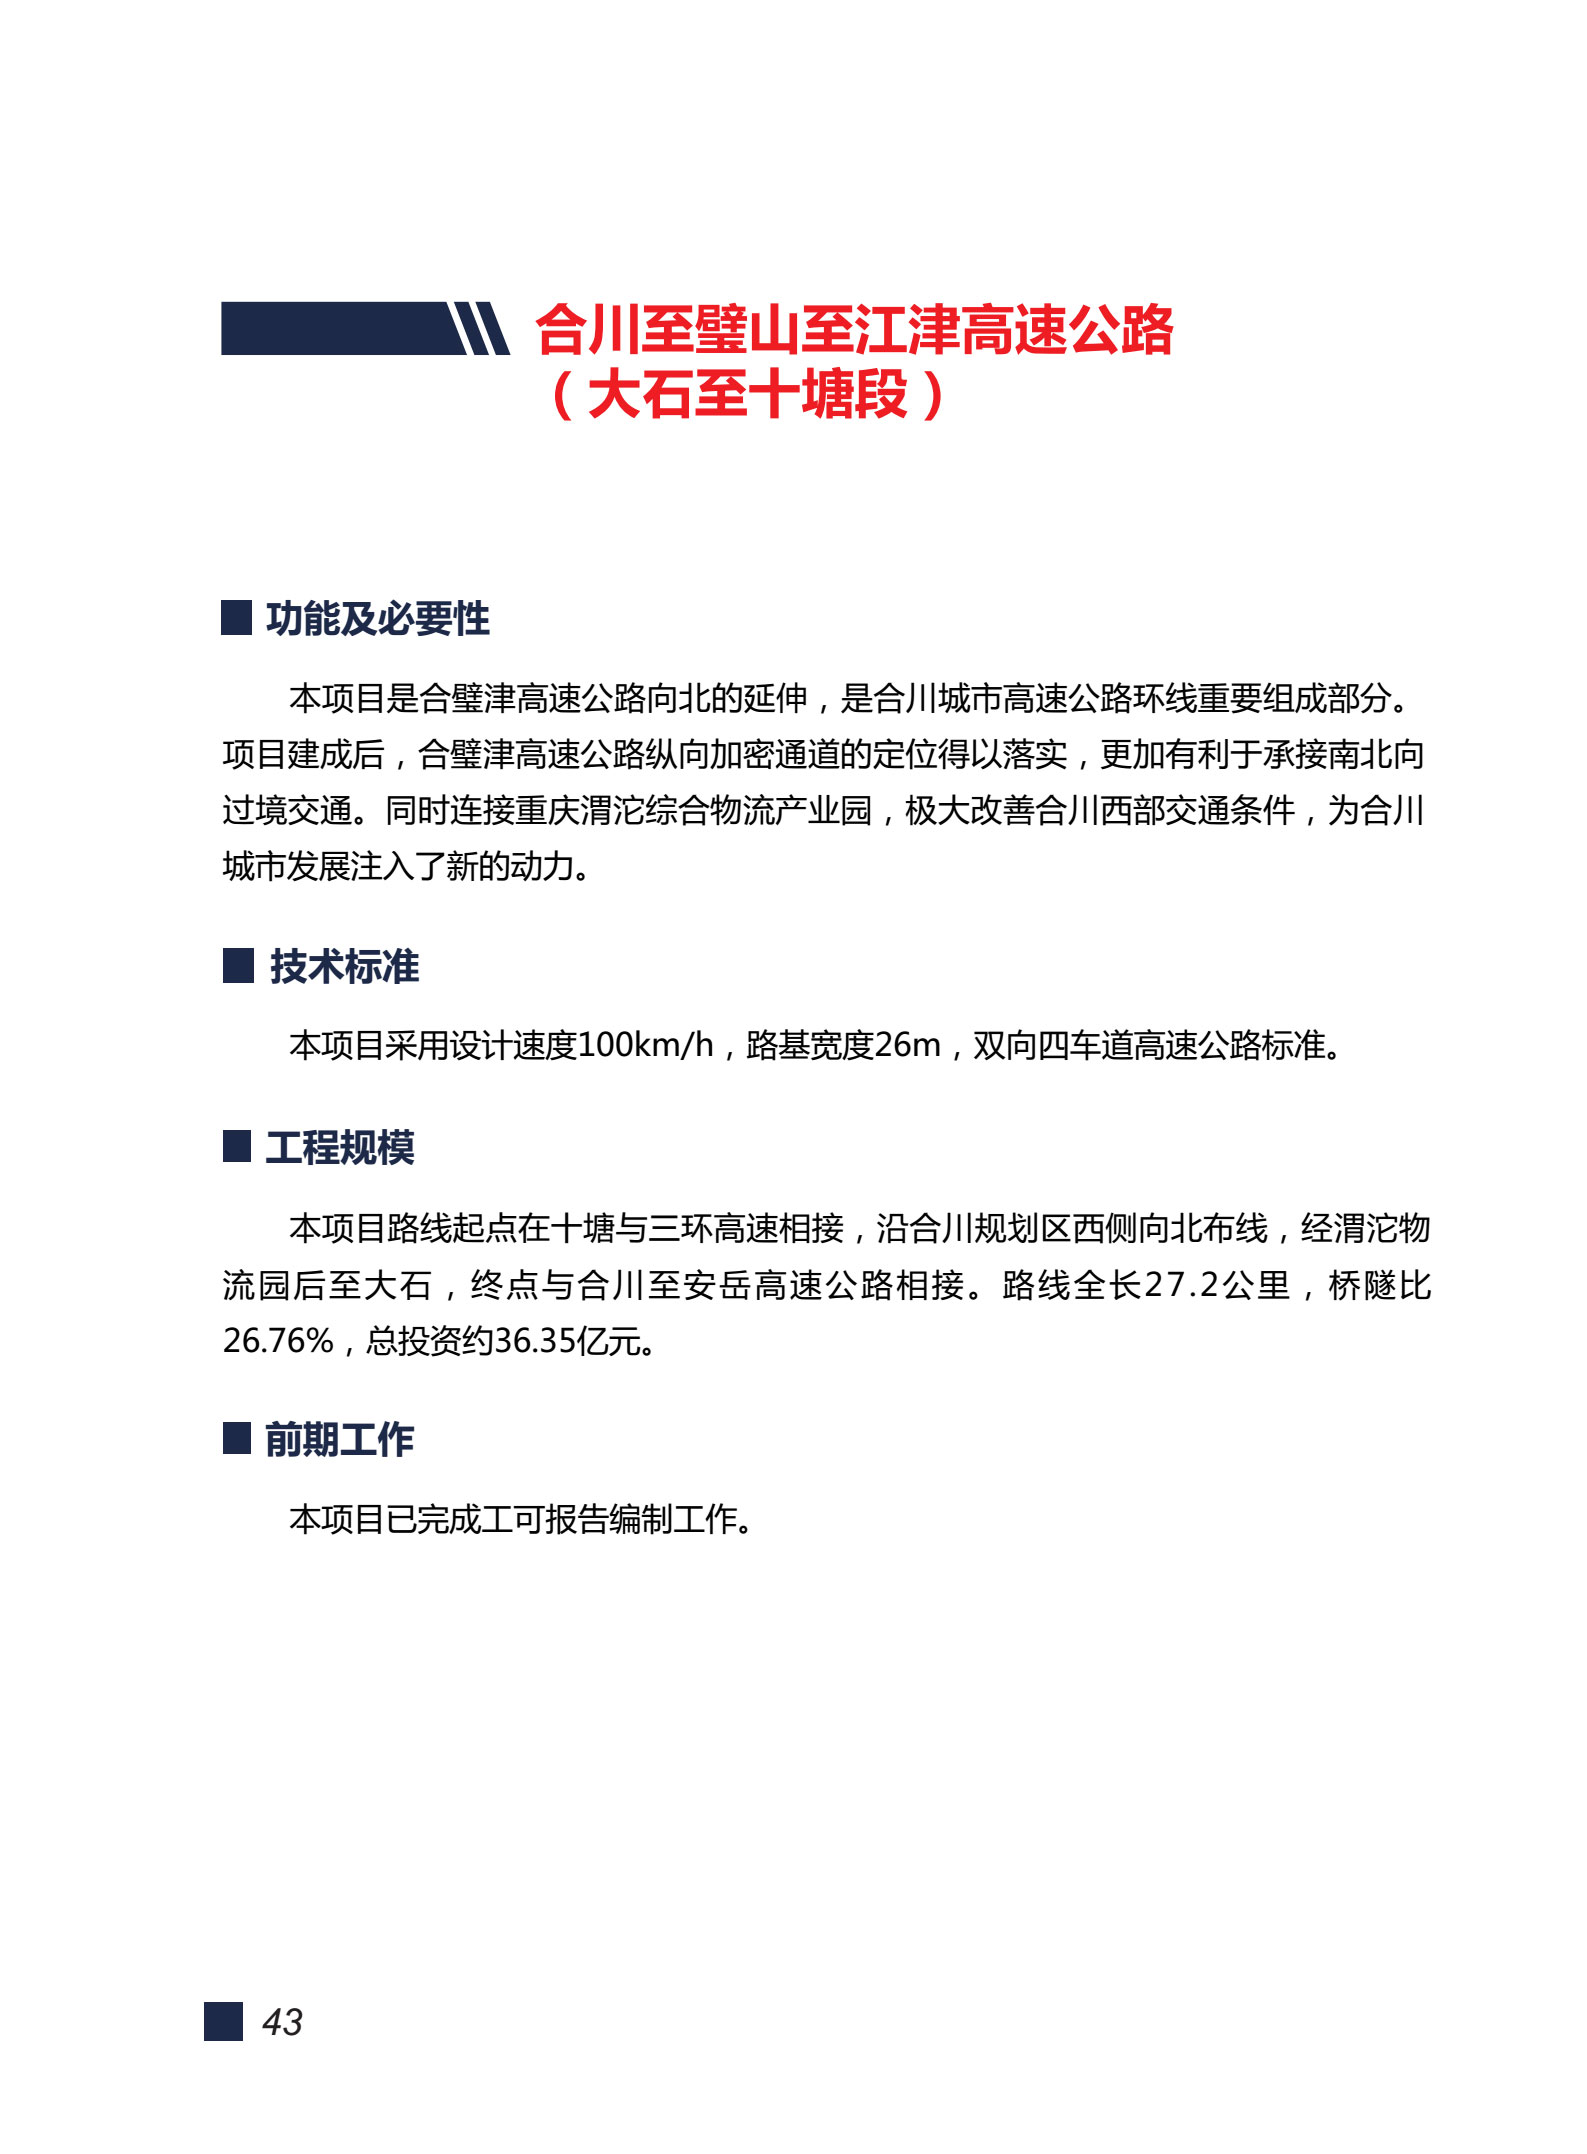 合川至璧山至江津高速公路
（大石至十塘段）
功能及必要性
本项目是合璧津高速公路向北的延伸，是合川城市高速公路环线重要组成部分。
项目建成后，合璧津高速公路纵向加密通道的定位得以落实，更加有利于承接南北向
过境交通。同时连接重庆渭沱综合物流产业园，极大改善合川西部交通条件，为合川
城市发展注入了新的动力。
技术标准
本项目采用设计速度100km/h，路基宽度26m，双向四车道高速公路标准。
工程规模
本项目路线起点在十塘与三环高速相接，沿合川规划区西侧向北布线，经渭沱物
流园后至大石，终点与合川至安岳高速公路相接。路线全长27.2公里，桥隧比
26.76%，总投资约36.35亿元。
前期工作
本项目已完成工可报告编制工作。
43